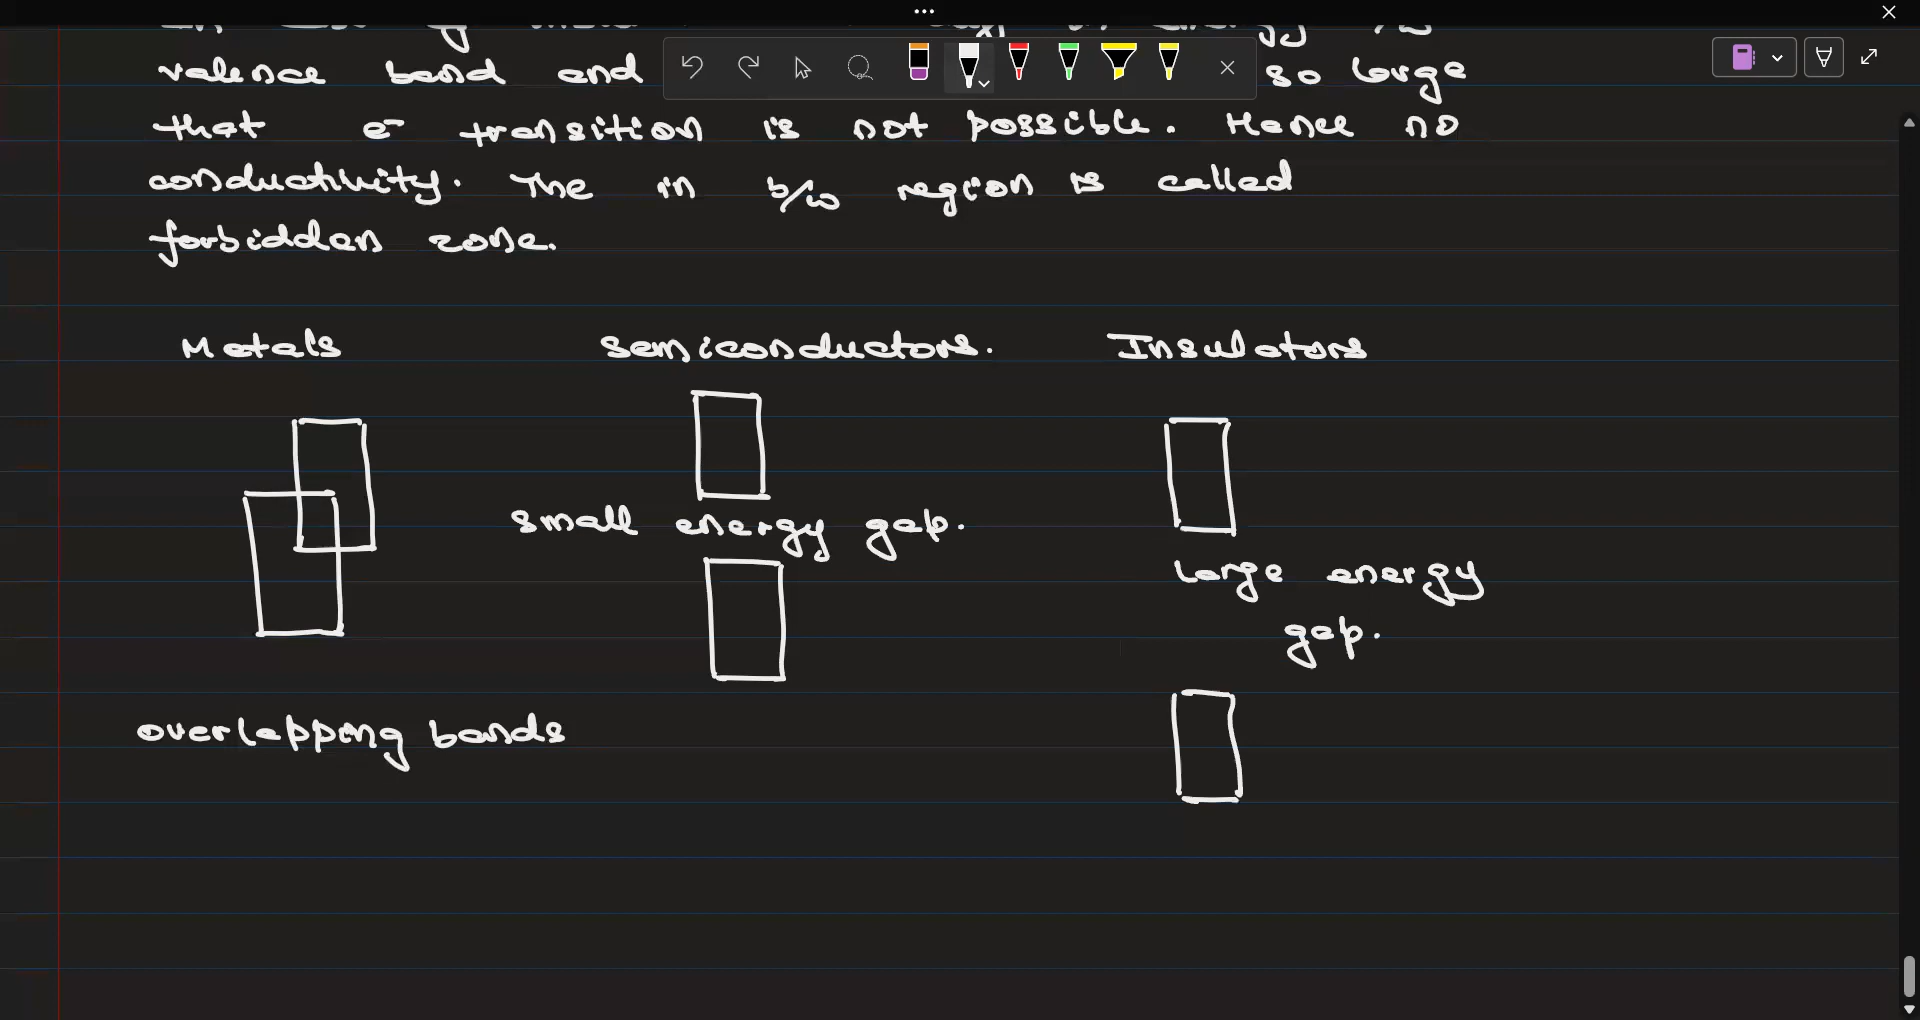 valence band and so large
that e- transition is not possible. Hence no
conductivity. The in b/w region is called
forbidden zone.
Metals semiconductors. Insulators
small energy gap.
large energy
gap.
overlapping bands